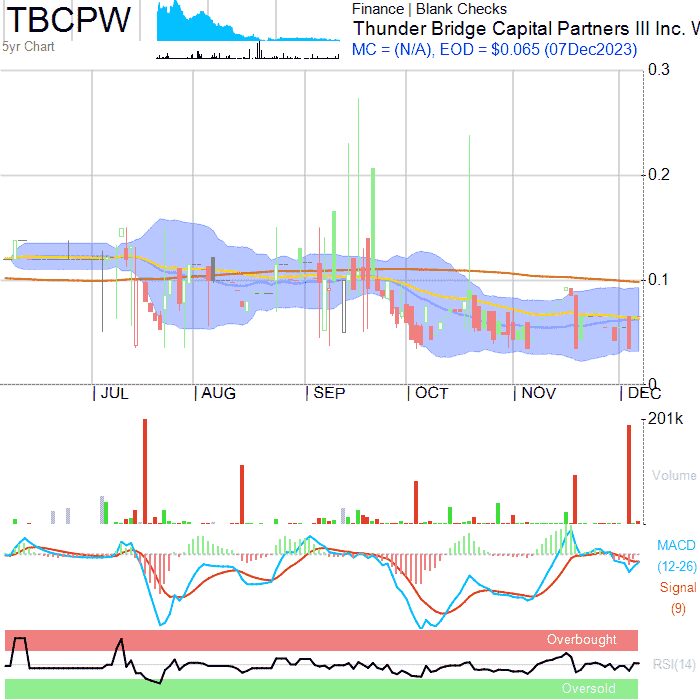 TBCPW
5yr Chart
Finance | Blank Checks
Thunder Bridge Capital Partners III Inc. W
MC = (N/A), EOD = $0.065 (07Dec2023)
0.3
0.2
0.1
0
JUL AUG SEP OCT NOV DEC
201k
Volume
MACD
(12-26)
Signal
(9)
Overbought
RSI(14)
Oversold